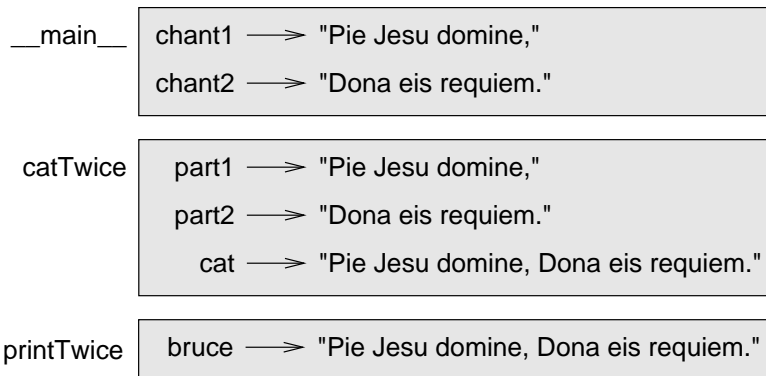 __main__ chant1 "Pie Jesu domine,"
chant2 "Dona eis requiem."
catTwice part1 "Pie Jesu domine,"
part2 "Dona eis requiem."
cat "Pie Jesu domine, Dona eis requiem."
printTwice bruce "Pie Jesu domine, Dona eis requiem."